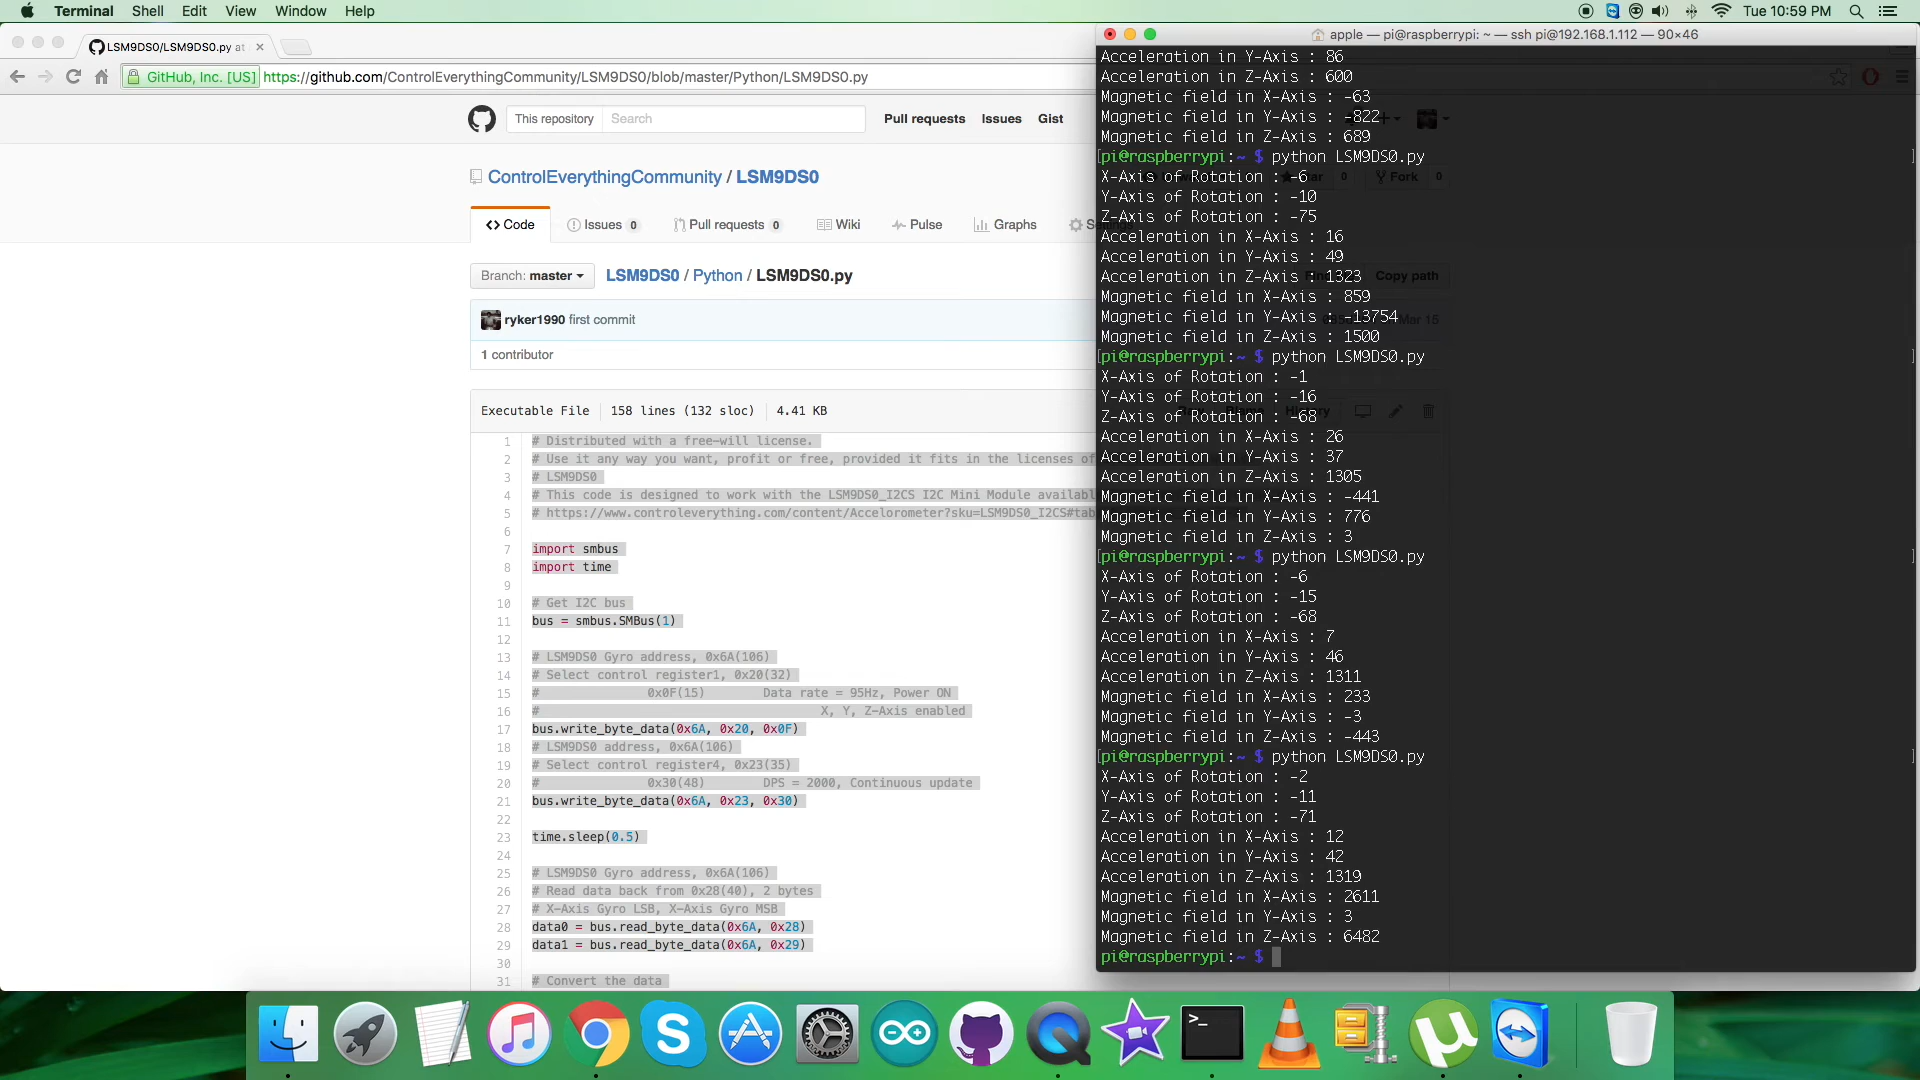 Terminal Shell Edit View Window Help Tue 10:59 PM
LSM9DS0/LSM9DS0.py at
GitHub, Inc. [US] https://github.com/ControlEverythingCommunity/LSM9DS0/blob/master/Python/LSM9DS0.py
This repository Search Pull requests Issues Gist
ControlEverythingCommunity / LSM9DS0
Code Issues 0 Pull requests 0 Wiki Pulse Graphs
Branch: master LSM9DS0 / Python / LSM9DS0.py
ryker1990 first commit
1 contributor
Executable File 158 lines (132 sloc) 4.41 KB
1 # Distributed with a free-will license.
2 # Use it any way you want, profit or free, provided it fits in the licenses of
3 # LSM9DS0
4 # This code is designed to work with the LSM9DS0_I2CS I2C Mini Module availabl
5 # https://www.controleverything.com/content/Accelorometer?sku=LSM9DS0_I2CS#tab
6
7 import smbus
8 import time
9
10 # Get I2C bus
11 bus = smbus.SMBus(1)
12
13 # LSM9DS0 Gyro address, 0x6A(106)
14 # Select control register1, 0x20(32)
15 # 0x0F(15) Data rate = 95Hz, Power ON
16 # X, Y, Z-Axis enabled
17 bus.write_byte_data(0x6A, 0x20, 0x0F)
18 # LSM9DS0 address, 0x6A(106)
19 # Select control register4, 0x23(35)
20 # 0x30(48) DPS = 2000, Continuous update
21 bus.write_byte_data(0x6A, 0x23, 0x30)
22
23 time.sleep(0.5)
24
25 # LSM9DS0 Gyro address, 0x6A(106)
26 # Read data back from 0x28(40), 2 bytes
27 # X-Axis Gyro LSB, X-Axis Gyro MSB
28 data0 = bus.read_byte_data(0x6A, 0x28)
29 data1 = bus.read_byte_data(0x6A, 0x29)
30
31 # Convert the data
apple — pi@raspberrypi: ~ — ssh pi@192.168.1.112 — 90×46
Acceleration in Y-Axis : 86
Acceleration in Z-Axis : 600
Magnetic field in X-Axis : -63
Magnetic field in Y-Axis : -822
Magnetic field in Z-Axis : 689
[pi@raspberrypi:~ $ python LSM9DS0.py ]
X-Axis of Rotation : -6
Y-Axis of Rotation : -10
Z-Axis of Rotation : -75
Acceleration in X-Axis : 16
Acceleration in Y-Axis : 49
Acceleration in Z-Axis : 1323
Magnetic field in X-Axis : 859
Magnetic field in Y-Axis : -13754
Magnetic field in Z-Axis : 1500
[pi@raspberrypi:~ $ python LSM9DS0.py ]
X-Axis of Rotation : -1
Y-Axis of Rotation : -16
Z-Axis of Rotation : -68
Acceleration in X-Axis : 26
Acceleration in Y-Axis : 37
Acceleration in Z-Axis : 1305
Magnetic field in X-Axis : -441
Magnetic field in Y-Axis : 776
Magnetic field in Z-Axis : 3
[pi@raspberrypi:~ $ python LSM9DS0.py ]
X-Axis of Rotation : -6
Y-Axis of Rotation : -15
Z-Axis of Rotation : -68
Acceleration in X-Axis : 7
Acceleration in Y-Axis : 46
Acceleration in Z-Axis : 1311
Magnetic field in X-Axis : 233
Magnetic field in Y-Axis : -3
Magnetic field in Z-Axis : -443
[pi@raspberrypi:~ $ python LSM9DS0.py ]
X-Axis of Rotation : -2
Y-Axis of Rotation : -11
Z-Axis of Rotation : -71
Acceleration in X-Axis : 12
Acceleration in Y-Axis : 42
Acceleration in Z-Axis : 1319
Magnetic field in X-Axis : 2611
Magnetic field in Y-Axis : 3
Magnetic field in Z-Axis : 6482
pi@raspberrypi:~ $
0 Fork 0
Copy path
Mar 15
History